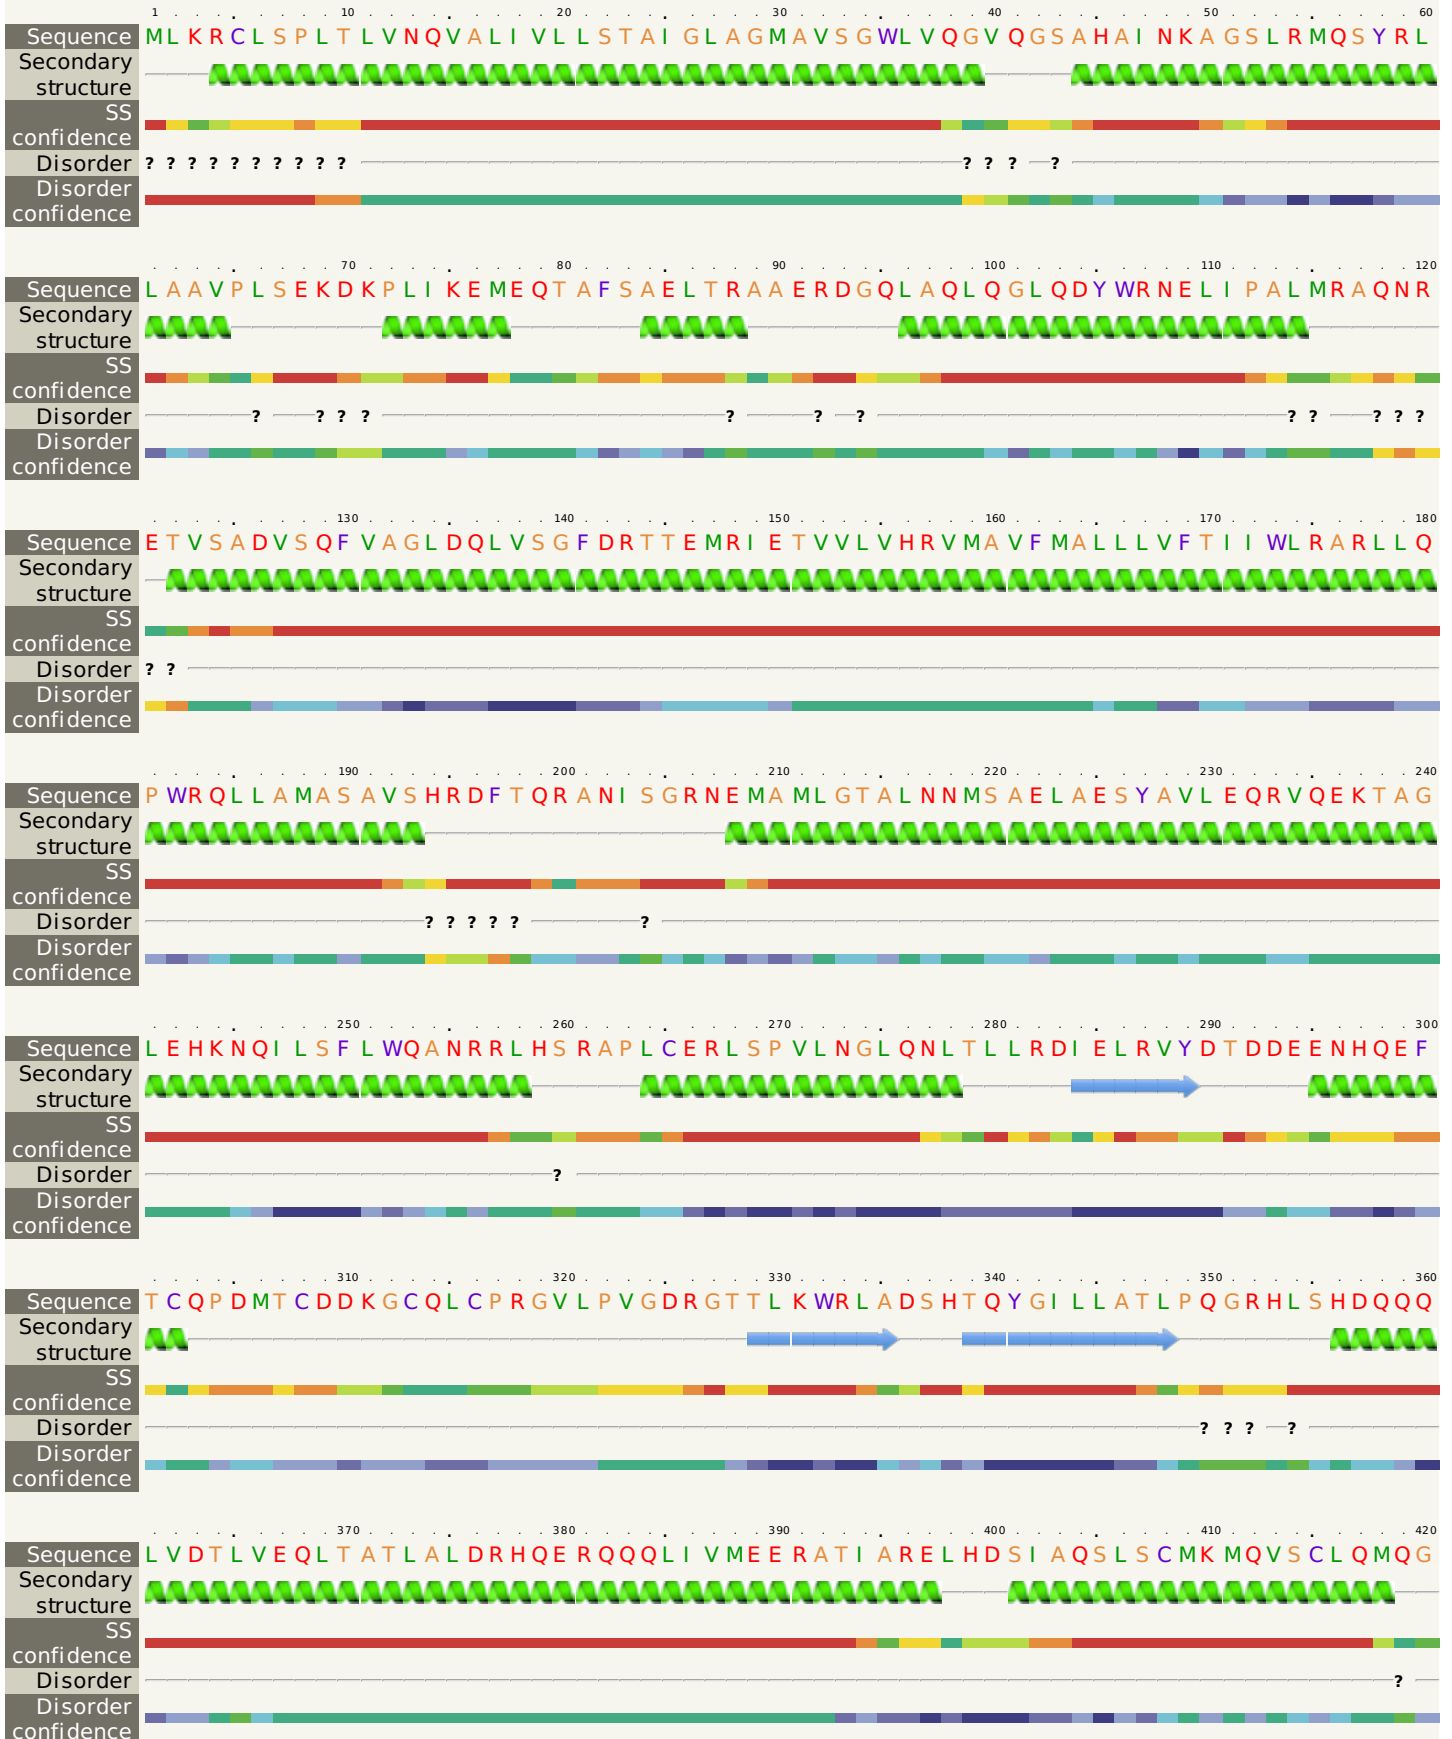 1 . . . . 10 . . . . 20 . . . . 30 . . . . 40 . . . . 50 . . . . 60
Sequence MLKRCLSPLTLVNQVALIVLLSTAIGLAGMAVSGWLVQGVQGSAHAINKAGSLRMQSYRL
Secondary
structure
SS
confidence
Disorder ? ? ? ? ? ? ? ? ? ? ? ? ? ?
Disorder
confidence
. . . . 70 . . . . 80 . . . . 90 . . . . 100 . . . . 110 . . . . 120
Sequence LAAVPLSEKDKPLIKEMEQTAFSAELTRAAERDGQLAQLQGLQDYWRNELIPALMRAQNR
Secondary
structure
SS
confidence
Disorder ? ? ? ? ? ? ? ? ? ? ? ?
Disorder
confidence
. . . . 130 . . . . 140 . . . . 150 . . . . 160 . . . . 170 . . . . 180
Sequence ETVSADVSQFVAGLDQLVSGFDRTTEMRIETVVLVHRVMAVFMALLLVFTIIWLRARLLQ
Secondary
structure
SS
confidence
Disorder ? ?
Disorder
confidence
. . . . 190 . . . . 200 . . . . 210 . . . . 220 . . . . 230 . . . . 240
Sequence PWRQLLAMASAVSHRDFTQRANISGRNEMAMLGTALNNMSAELAESYAVLEQRVQEKTAG
Secondary
structure
SS
confidence
Disorder ? ? ? ? ? ?
Disorder
confidence
. . . . 250 . . . . 260 . . . . 270 . . . . 280 . . . . 290 . . . . 300
Sequence LEHKNQILSFLWQANRRLHSRAPLCERLSPVLNGLQNLTLLRDIELRVYDTDDEENHQEF
Secondary
structure
SS
confidence
Disorder ?
Disorder
confidence
. . . . 310 . . . . 320 . . . . 330 . . . . 340 . . . . 350 . . . . 360
Sequence TCQPDMTCDDKGCQLCPRGVLPVGDRGTTLKWRLADSHTQYGILLATLPQGRHLSHDQQQ
Secondary
structure
SS
confidence
Disorder ? ? ? ?
Disorder
confidence
. . . . 370 . . . . 380 . . . . 390 . . . . 400 . . . . 410 . . . . 420
Sequence LVDTLVEQLTATLALDRHQERQQQLIVMEERATIARELHDSIAQSLSCMKMQVSCLQMQG
Secondary
structure
SS
confidence
Disorder ?
Disorder
confidence